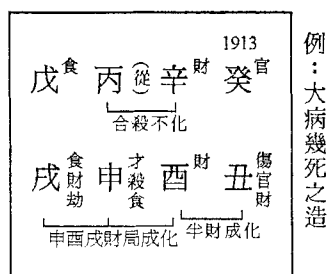 例：大病幾死之造
1913
癸官
辛財
丙(從)
戊食
合殺不化
丑傷官財
酉財
申才殺食
戌食財劫
半財成化
申酉戌財局成化